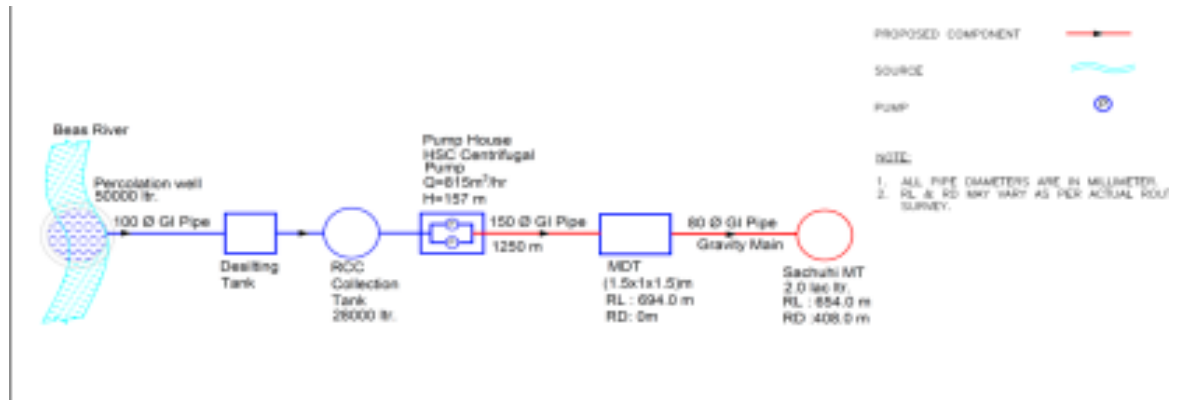 PROPOSED COMPONENT
SOURCE
PUMP
NOTE:
1. ALL PIPE DIAMETERS ARE IN MILLIMETER.
2. RL & RD MAY VARY AS PER ACTUAL
SURVEY.
Beas River
Percolation well
50000 ltr.
100 Ø GI Pipe
Desilting
Tank
RCC
Collection
Tank
28000 ltr.
Pump House
HSC Centrifugal
Pump
Q=815m³/hr
H=157 m
150 Ø GI Pipe
1250 m
MDT
(1.5x1x1.5)m
RL : 694.0 m
RD: 0m
80 Ø GI Pipe
Gravity Main
Sachuhi MT
2.0 lac ltr.
RL : 654.0 m
RD :408.0 m